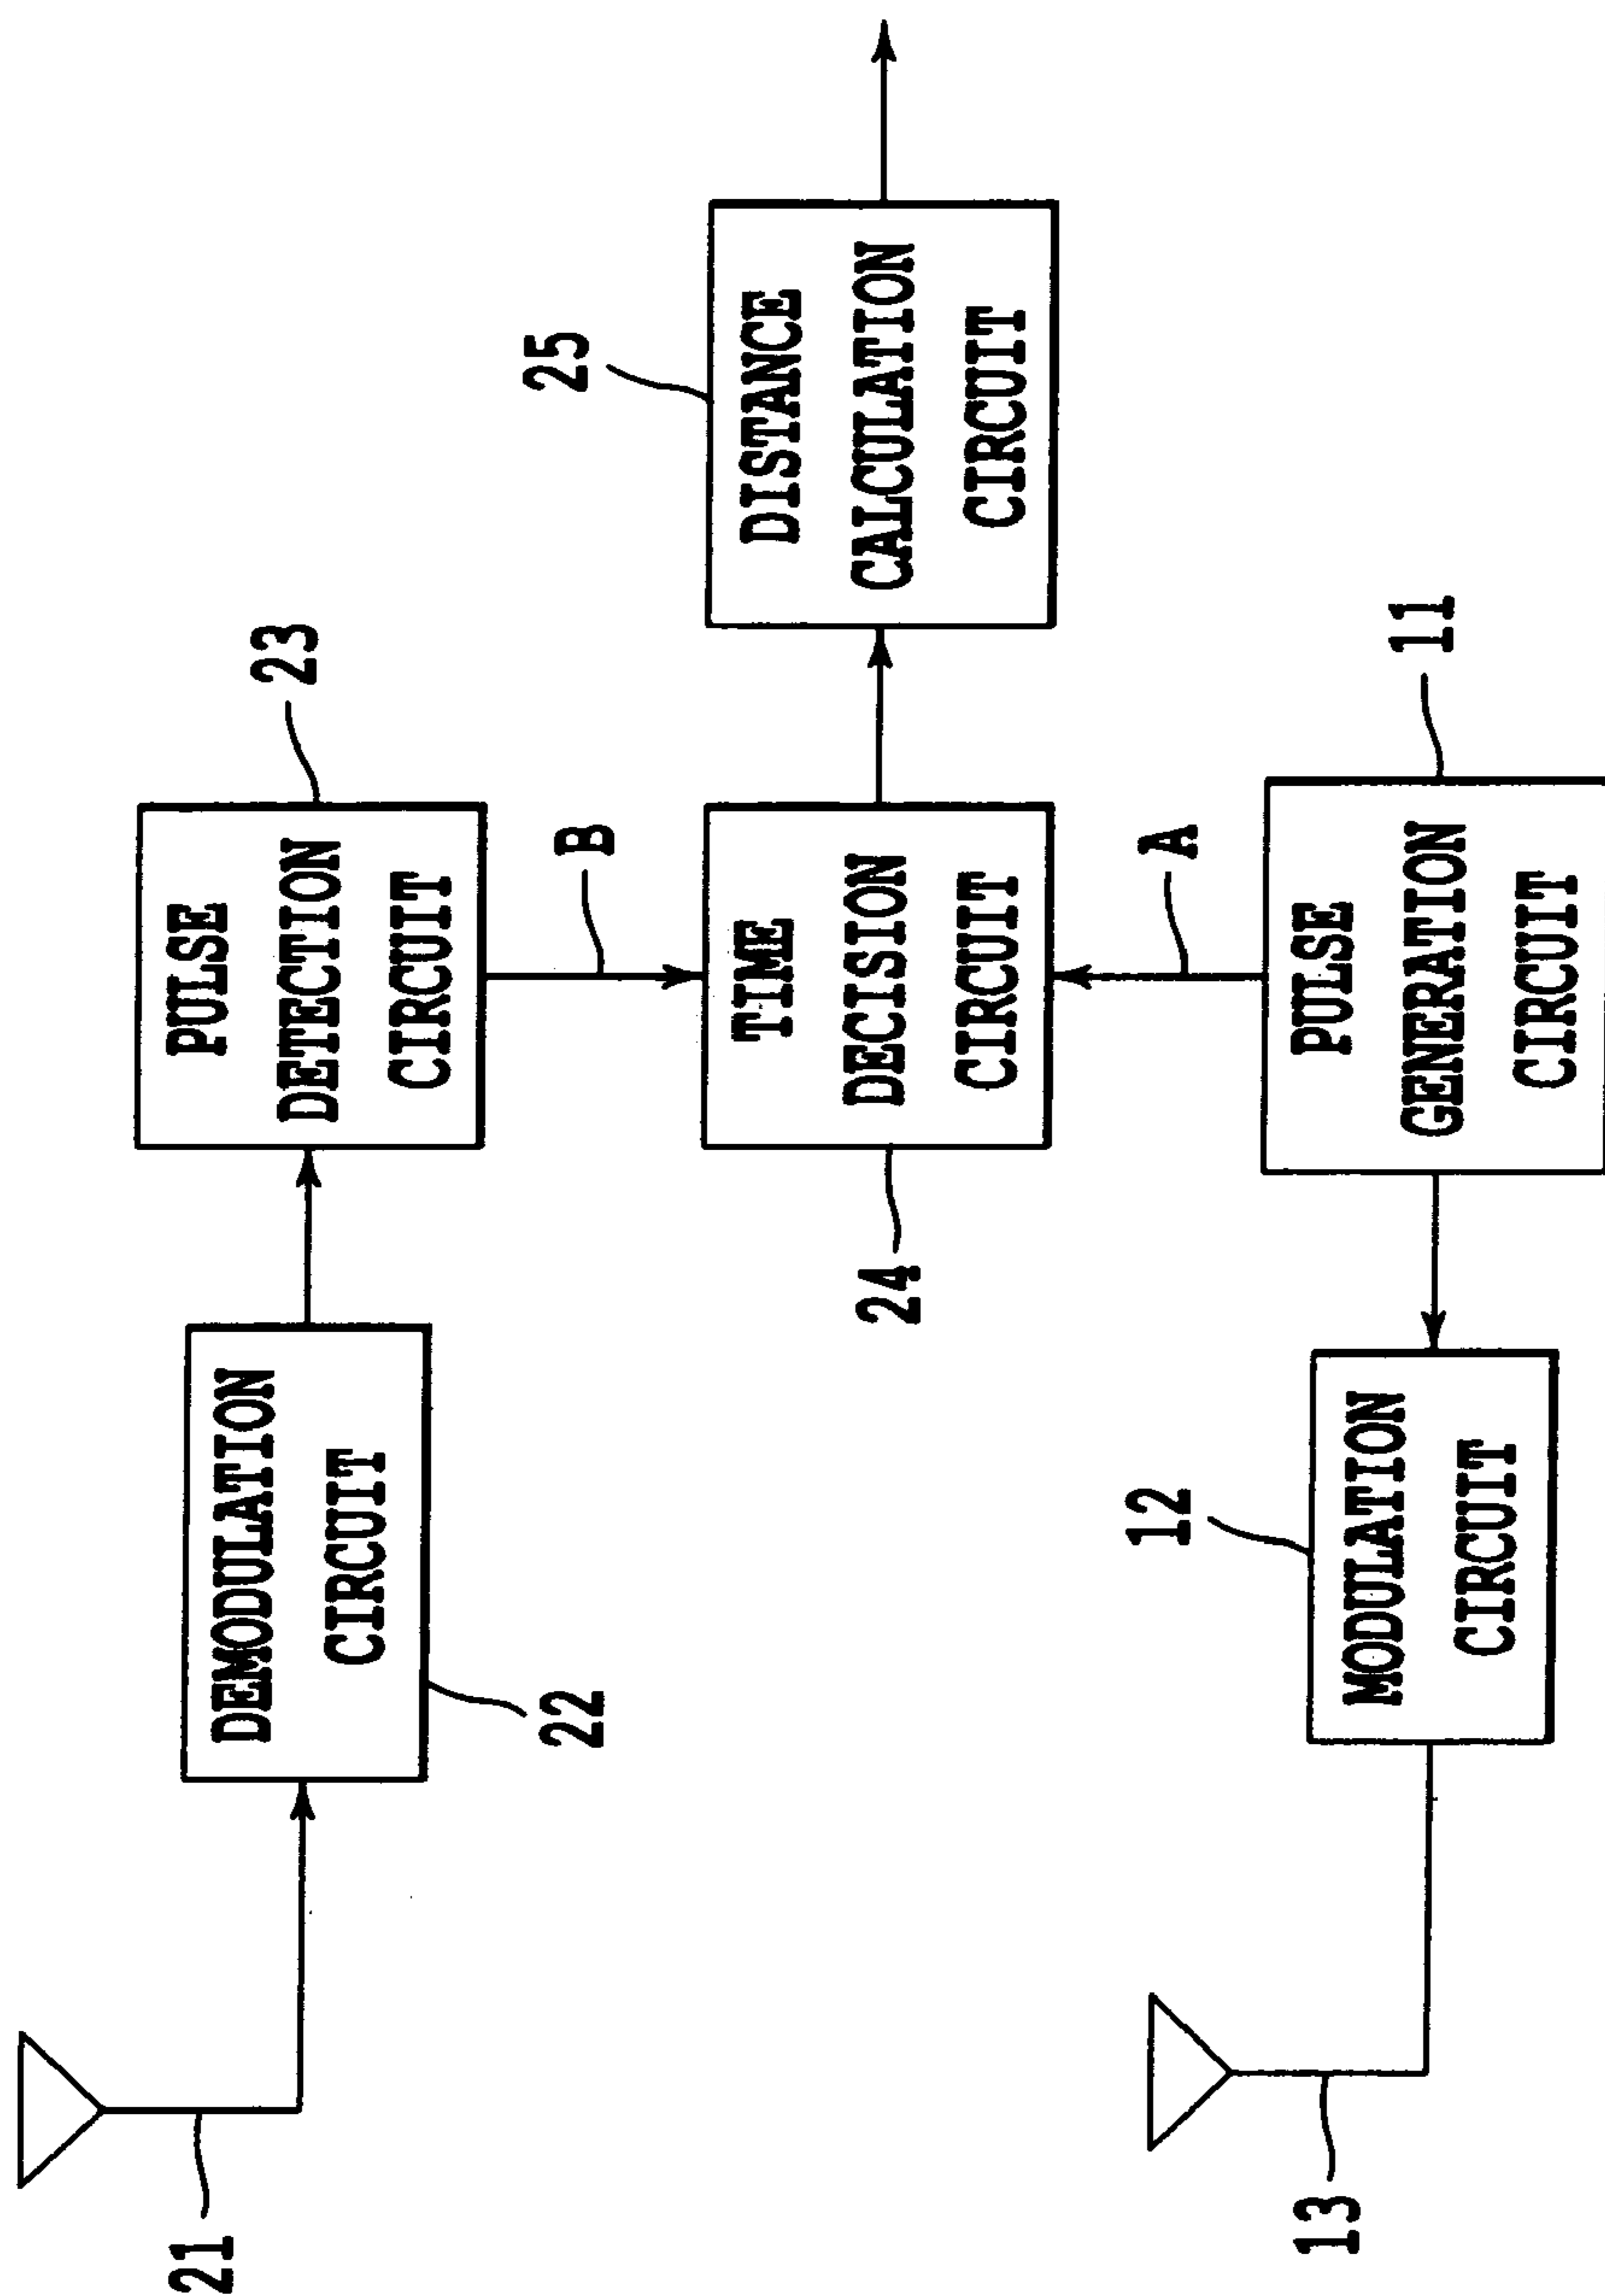 21
DEMODULATION
CIRCUIT
22
PULSE
DETECTION
CIRCUIT
23
B
TIME
DECISION
CIRCUIT
24
DISTANCE
CALCULATION
CIRCUIT
25
A
13
MODULATION
CIRCUIT
12
PULSE
GENERATION
CIRCUIT
11